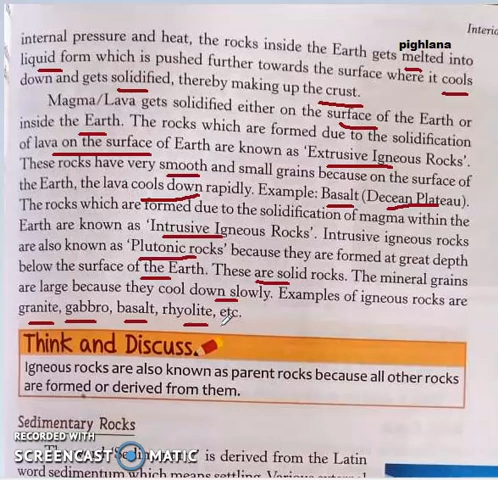 Interio
internal pressure and heat, the rocks inside the Earth gets melted into
pighlana
liquid form which is pushed further towards the surface where it cools
down and gets solidified, thereby making up the crust.
Magma/Lava gets solidified either on the surface of the Earth or
inside the Earth. The rocks which are formed due to the solidification
of lava on the surface of Earth are known as ‘Extrusive Igneous Rocks’.
These rocks have very smooth and small grains because on the surface of
the Earth, the lava cools down rapidly. Example: Basalt (Decean Plateau).
The rocks which are formed due to the solidification of magma within the
Earth are known as ‘Intrusive Igneous Rocks’. Intrusive igneous rocks
are also known as ‘Plutonic rocks’ because they are formed at great depth
below the surface of the Earth. These are solid rocks. The mineral grains
are large because they cool down slowly. Examples of igneous rocks are
granite, gabbro, basalt, rhyolite, etc.
Think and Discuss.
Igneous rocks are also known as parent rocks because all other rocks
are formed or derived from them.
Sedimentary Rocks
RECORDED WITH
SCREENCAST MATIC
is derived from the Latin
word sedimentum which means settling. Various external